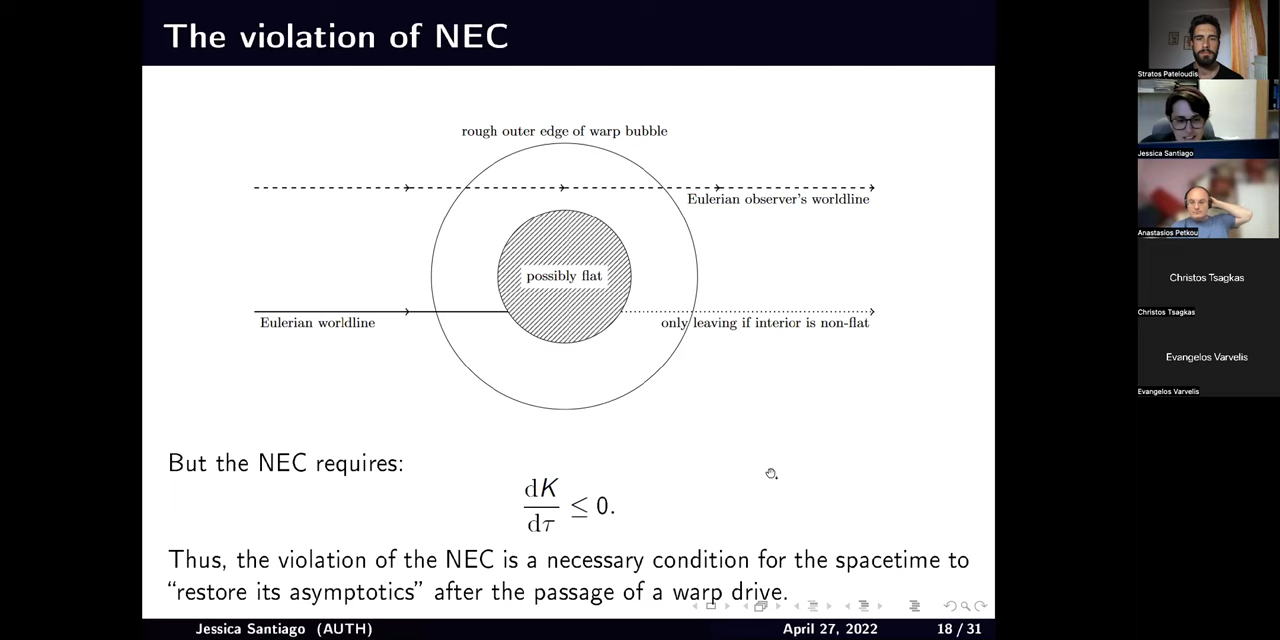 The violation of NEC
rough outer edge of warp bubble
Eulerian observer's worldline
possibly flat
Eulerian worldline
only leaving if interior is non-flat
But the NEC requires:
dK/dτ ≤ 0.
Thus, the violation of the NEC is a necessary condition for the spacetime to
“restore its asymptotics” after the passage of a warp drive.
Jessica Santiago (AUTH)
April 27, 2022
18 / 31
Stratos Pateloudis
Jessica Santiago
Anastasios Petkou
Christos Tsagkas
Christos Tsagkas
Evangelos Varvelis
Evangelos Varvelis